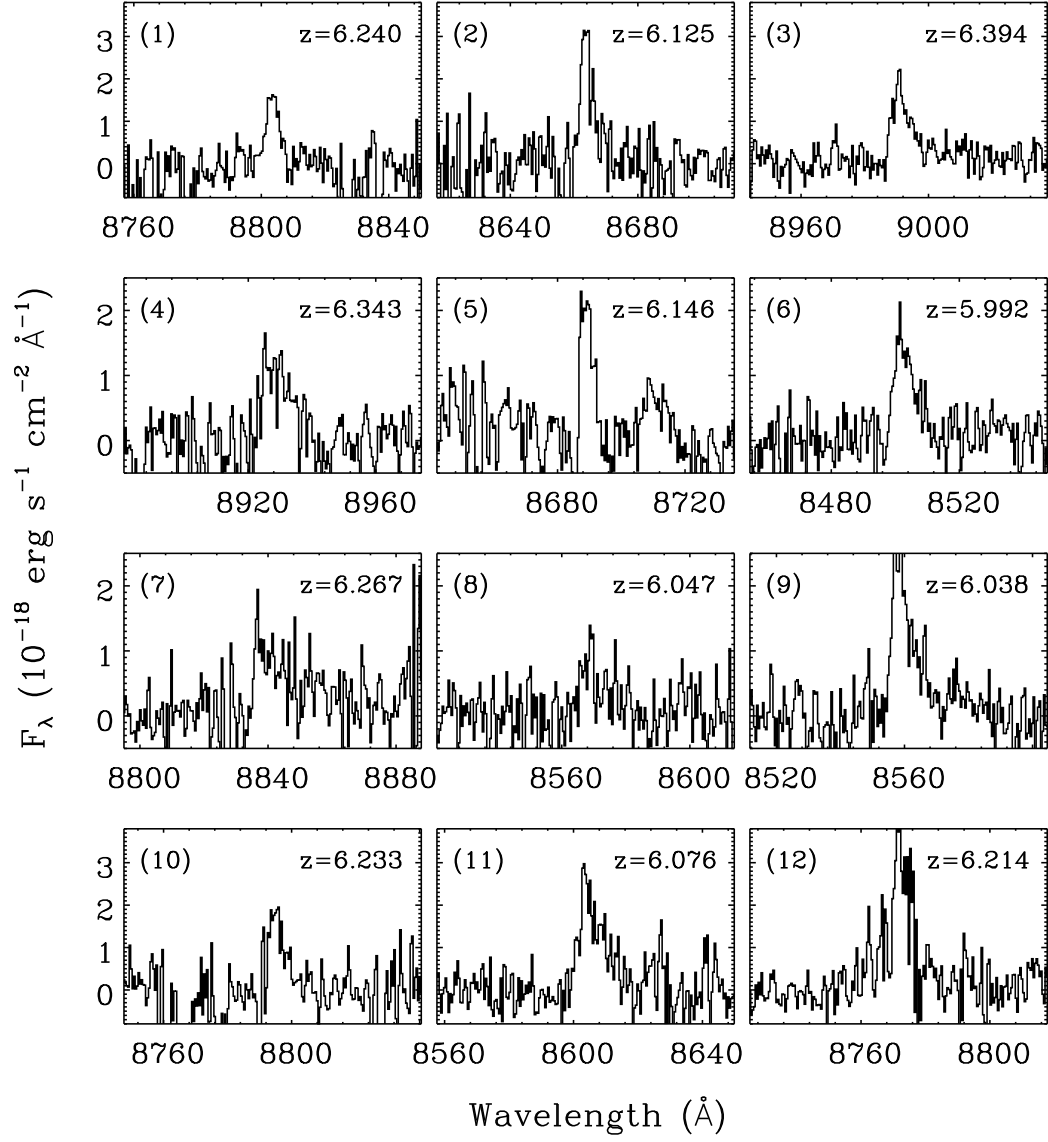 (1) z=6.240
(2) z=6.125
(3) z=6.394
3
2
1
0
8760 8800 8840
8640 8680
8960 9000
(4) z=6.343
(5) z=6.146
(6) z=5.992
2
1
0
8920 8960
8680 8720
8480 8520
(7) z=6.267
(8) z=6.047
(9) z=6.038
2
1
0
8800 8840 8880
8560 8600
8520 8560
(10) z=6.233
(11) z=6.076
(12) z=6.214
3
2
1
0
8760 8800
8560 8600 8640
8760 8800
Fλ (10⁻¹⁸ erg s⁻¹ cm⁻² Å⁻¹)
Wavelength (Å)